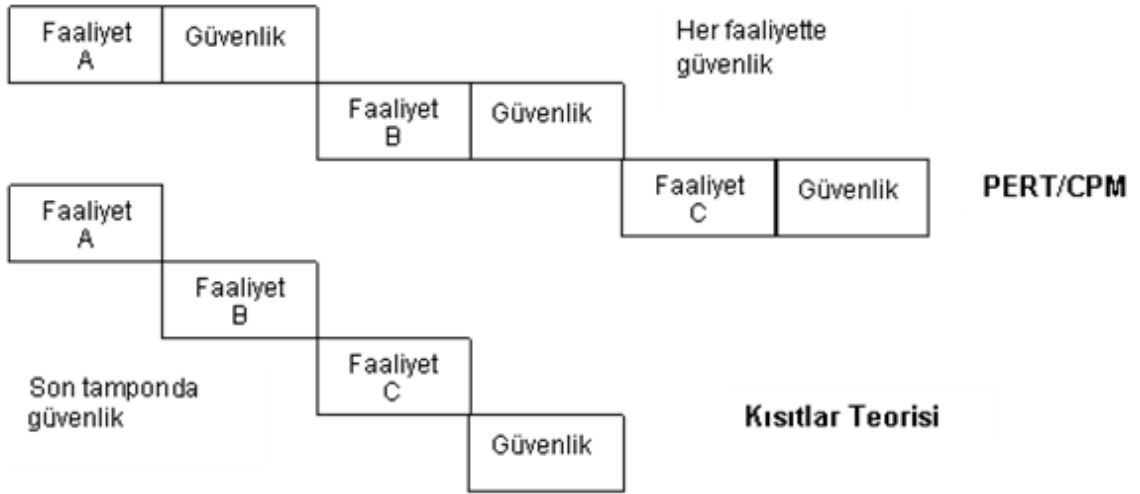 Faaliyet
A
Güvenlik
Her faaliyette
güvenlik
Faaliyet
B
Güvenlik
Faaliyet
C
Güvenlik
PERT/CPM
Faaliyet
A
Faaliyet
B
Faaliyet
C
Son tamponda
güvenlik
Güvenlik
Kısıtlar Teorisi